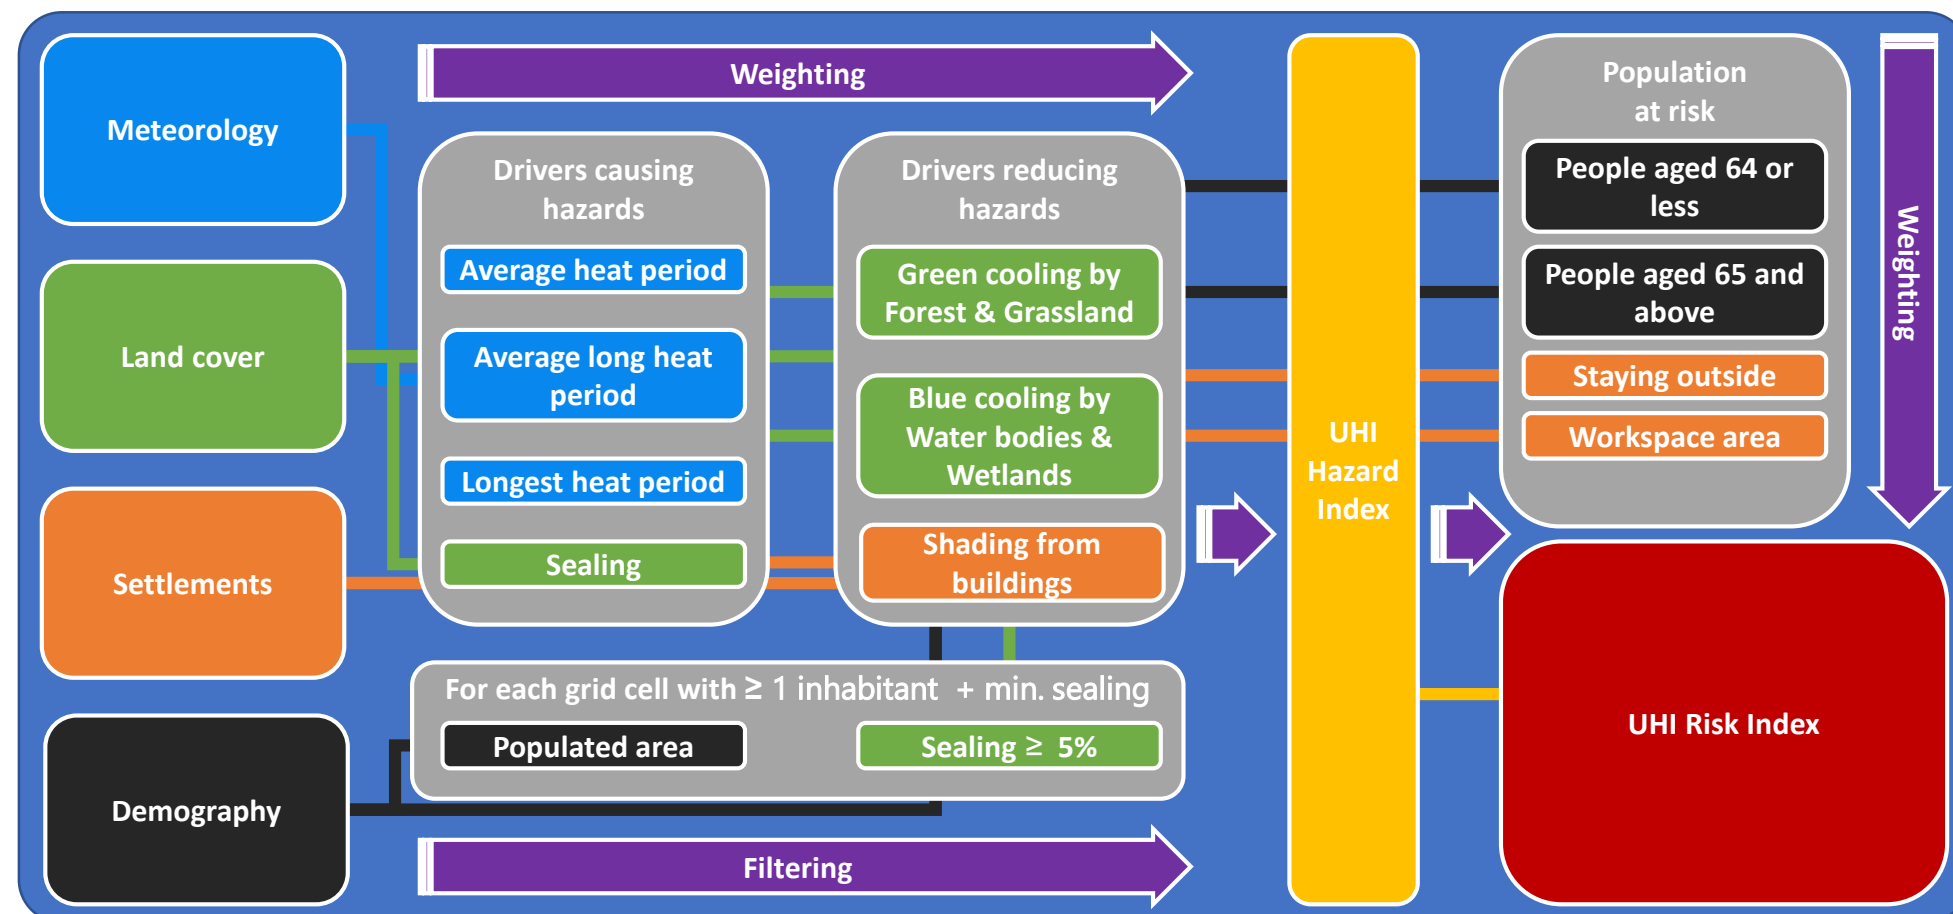 Meteorology
Land cover
Settlements
Demography
Weighting
Drivers causing
hazards
Average heat period
Average long heat
period
Longest heat period
Sealing
Drivers reducing
hazards
Green cooling by
Forest & Grassland
Blue cooling by
Water bodies &
Wetlands
Shading from
buildings
For each grid cell with ≥ 1 inhabitant + min. sealing
Populated area
Sealing ≥ 5%
Filtering
UHI
Hazard
Index
Population
at risk
People aged 64 or
less
People aged 65 and
above
Staying outside
Workspace area
Weighting
UHI Risk Index